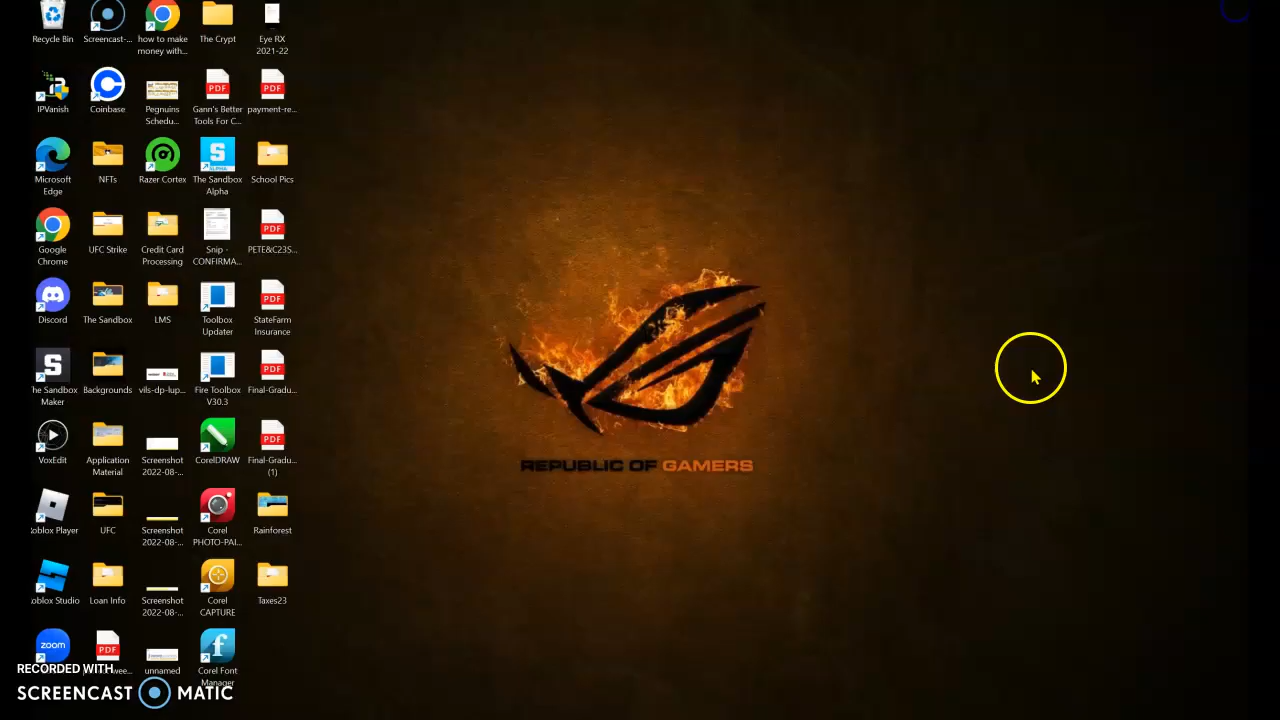 Recycle Bin
Screencast-...
how to make
money with...
The Crypt
Eye RX
2021-22
IPVanish
Coinbase
Pegnuins
Schedu...
PDF
Gann's Better
Tools For C...
PDF
payment-re...
Microsoft
Edge
NFTs
Razer Cortex
S
ALPHA
The Sandbox
Alpha
School Pics
Google
Chrome
UFC Strike
Credit Card
Processing
Snip -
CONFIRMA...
PDF
PETE&C23S...
Discord
The Sandbox
LMS
Toolbox
Updater
PDF
StateFarm
Insurance
S
he Sandbox
Maker
Backgrounds
vils-dp-lup...
Fire Toolbox
V30.3
PDF
Final-Gradu...
VoxEdit
Application
Material
Screenshot
2022-08-...
CorelDRAW
PDF
Final-Gradu...
(1)
oblox Player
UFC
Screenshot
2022-08-...
Corel
PHOTO-PAI...
Rainforest
oblox Studio
Loan Info
Screenshot
2022-08-...
Corel
CAPTURE
Taxes23
zoom
PDF
unnamed
f
Corel Font
Manager
REPUBLIC OF GAMERS
RECORDED WITH
SCREENCAST MATIC